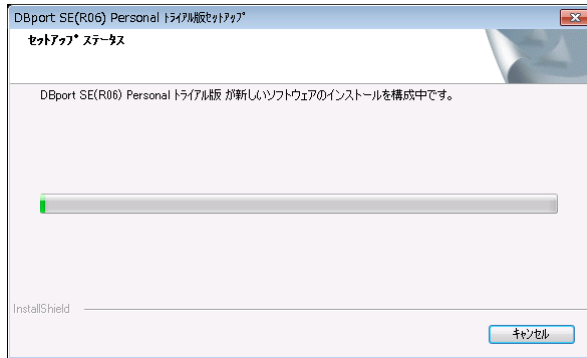 DBport SE(R06) Personal ﾄﾗｲｱﾙ版ｾｯﾄｱｯﾌﾟ
ｾｯﾄｱｯﾌﾟ ｽﾃｰﾀｽ
DBport SE(R06) Personal ﾄﾗｲｱﾙ版 が新しいソフトウェアのインストールを構成中です。
InstallShield
ｷｬﾝｾﾙ